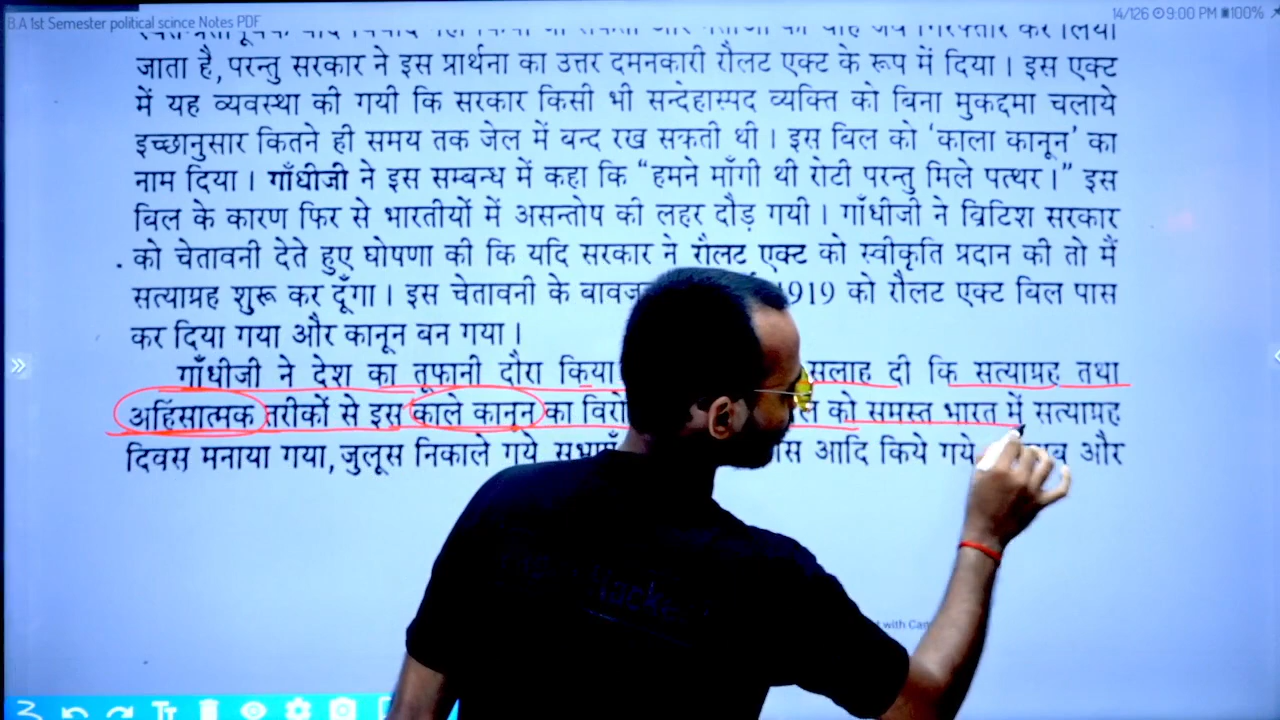 B.A 1st Semester political scince Notes PDF
14/126 9:00 PM 100%
कर लिया
जाता है, परन्तु सरकार ने इस प्रार्थना का उत्तर दमनकारी रौलट एक्ट के रूप में दिया । इस एक्ट
में यह व्यवस्था की गयी कि सरकार किसी भी सन्देहास्पद व्यक्ति को बिना मुकद्दमा चलाये
इच्छानुसार कितने ही समय तक जेल में बन्द रख सकती थी । इस बिल को ‘काला कानून’ का
नाम दिया । गाँधीजी ने इस सम्बन्ध में कहा कि “हमने माँगी थी रोटी परन्तु मिले पत्थर ।” इस
बिल के कारण फिर से भारतीयों में असन्तोष की लहर दौड़ गयी । गाँधीजी ने ब्रिटिश सरकार
को चेतावनी देते हुए घोषणा की कि यदि सरकार ने रौलट एक्ट को स्वीकृति प्रदान की तो मैं
सत्याग्रह शुरू कर दूँगा । इस चेतावनी के 1919 को रौलट एक्ट बिल पास
कर दिया गया और कानून बन गया ।
गाँधीजी ने देश का तूफानी दौरा किया सलाह दी कि सत्याग्रह तथा
अहिंसात्मक तरीकों से इस काले कानून का को समस्त भारत में सत्याग्रह
दिवस मनाया गया, जुलूस निकाले गये आदि किये गये और
with